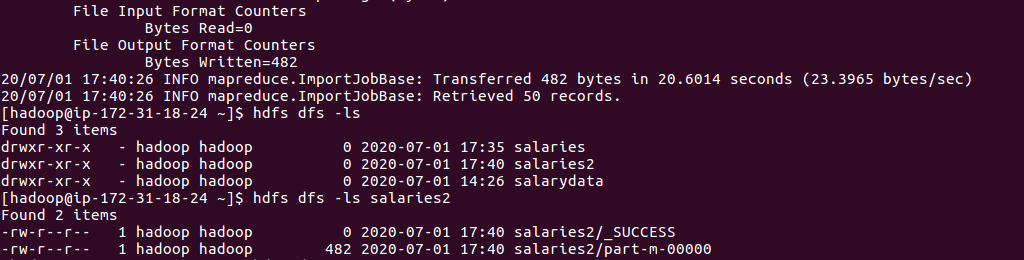 File Input Format Counters
Bytes Read=0
File Output Format Counters
Bytes Written=482
20/07/01 17:40:26 INFO mapreduce.ImportJobBase: Transferred 482 bytes in 20.6014 seconds (23.3965 bytes/sec)
20/07/01 17:40:26 INFO mapreduce.ImportJobBase: Retrieved 50 records.
[hadoop@ip-172-31-18-24 ~]$ hdfs dfs -ls
Found 3 items
drwxr-xr-x   - hadoop hadoop          0 2020-07-01 17:35 salaries
drwxr-xr-x   - hadoop hadoop          0 2020-07-01 17:40 salaries2
drwxr-xr-x   - hadoop hadoop          0 2020-07-01 14:26 salarydata
[hadoop@ip-172-31-18-24 ~]$ hdfs dfs -ls salaries2
Found 2 items
-rw-r--r--   1 hadoop hadoop          0 2020-07-01 17:40 salaries2/_SUCCESS
-rw-r--r--   1 hadoop hadoop        482 2020-07-01 17:40 salaries2/part-m-00000